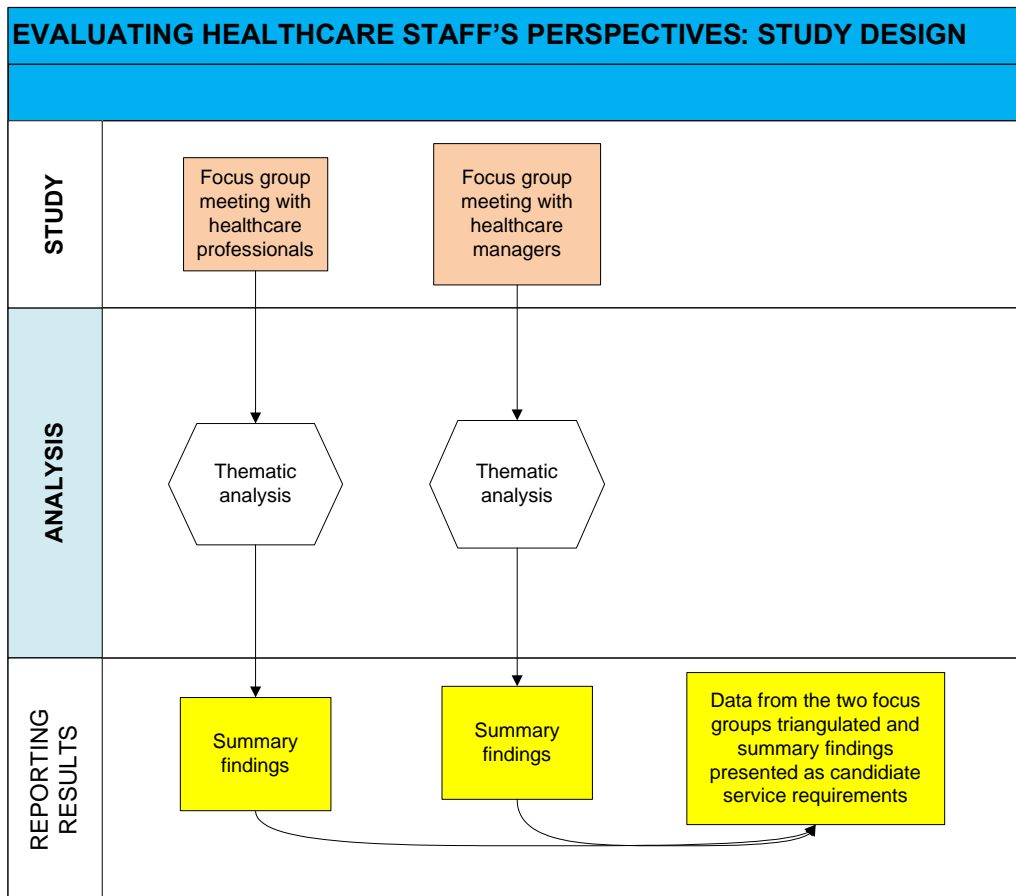 EVALUATING HEALTHCARE STAFF'S PERSPECTIVES: STUDY DESIGN
STUDY
Focus group
meeting with
healthcare
professionals
Focus group
meeting with
healthcare
managers
ANALYSIS
Thematic
analysis
Thematic
analysis
REPORTING
RESULTS
Summary
findings
Summary
findings
Data from the two focus
groups triangulated and
summary findings
presented as candidiate
service requirements